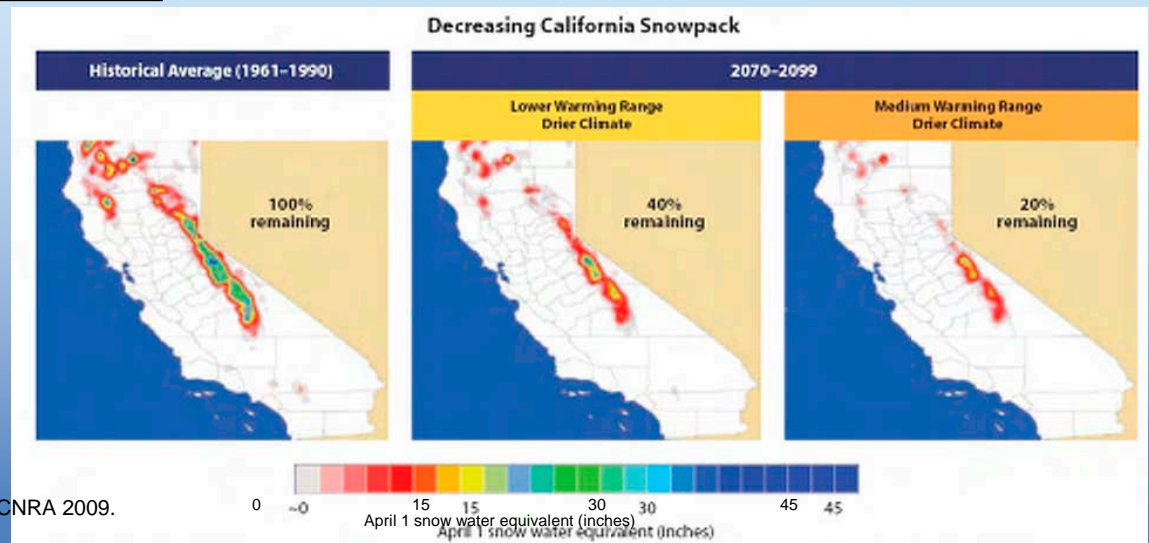 Decreasing California Snowpack
Historical Average (1961–1990)
2070–2099
Lower Warming Range
Drier Climate
Medium Warming Range
Drier Climate
100%
remaining
40%
remaining
20%
remaining
CNRA 2009.
0 15 30 45
April 1 snow water equivalent (inches)
~0 15 30 45
April 1 snow water equivalent (inches)